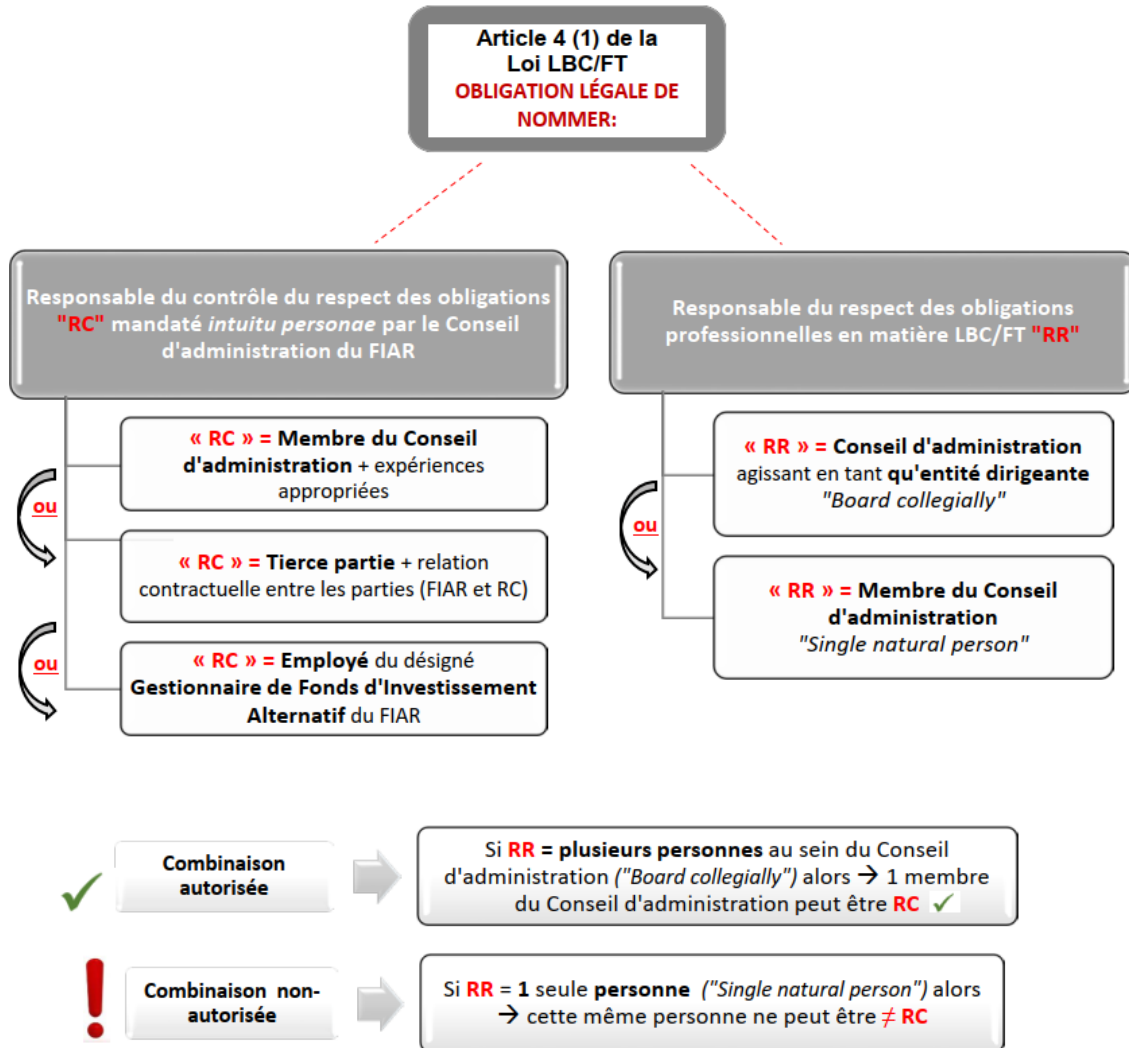 Article 4 (1) de la
Loi LBC/FT
OBLIGATION LÉGALE DE
NOMMER:
Responsable du contrôle du respect des obligations
"RC" mandaté intuitu personae par le Conseil
d'administration du FIAR
Responsable du respect des obligations
professionnelles en matière LBC/FT "RR"
« RC » = Membre du Conseil
d'administration + expériences
appropriées
ou
« RC » = Tierce partie + relation
contractuelle entre les parties (FIAR et RC)
ou
« RC » = Employé du désigné
Gestionnaire de Fonds d'Investissement
Alternatif du FIAR
« RR » = Conseil d'administration
agissant en tant qu'entité dirigeante
"Board collegially"
ou
« RR » = Membre du Conseil
d'administration
"Single natural person"
Combinaison
autorisée
Si RR = plusieurs personnes au sein du Conseil
d'administration ("Board collegially") alors → 1 membre
du Conseil d'administration peut être RC ✓
Combinaison non-
autorisée
Si RR = 1 seule personne ("Single natural person") alors
→ cette même personne ne peut être ≠ RC